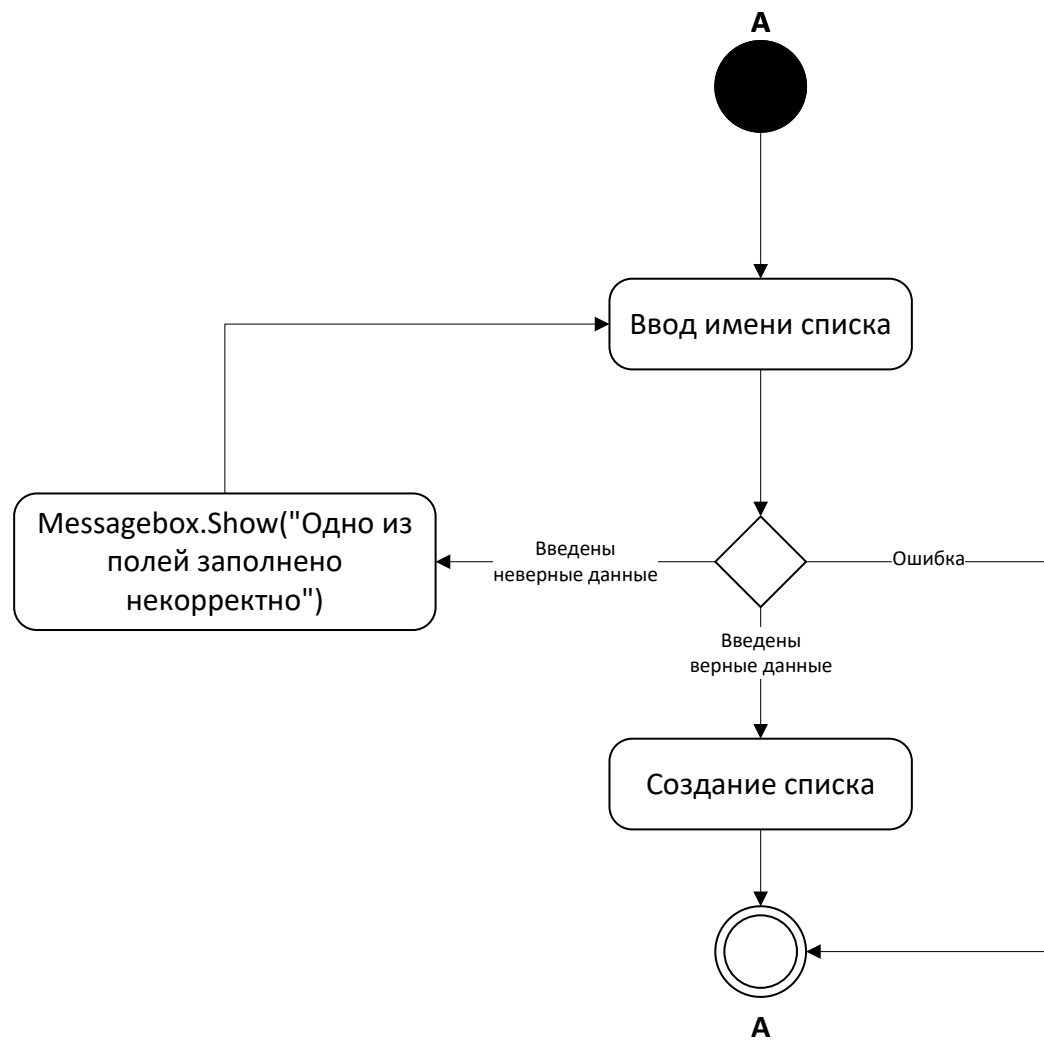 A
Ввод имени списка
Messagebox.Show("Одно из
полей заполнено
некорректно")
Введены
неверные данные
Ошибка
Введены
верные данные
Создание списка
A